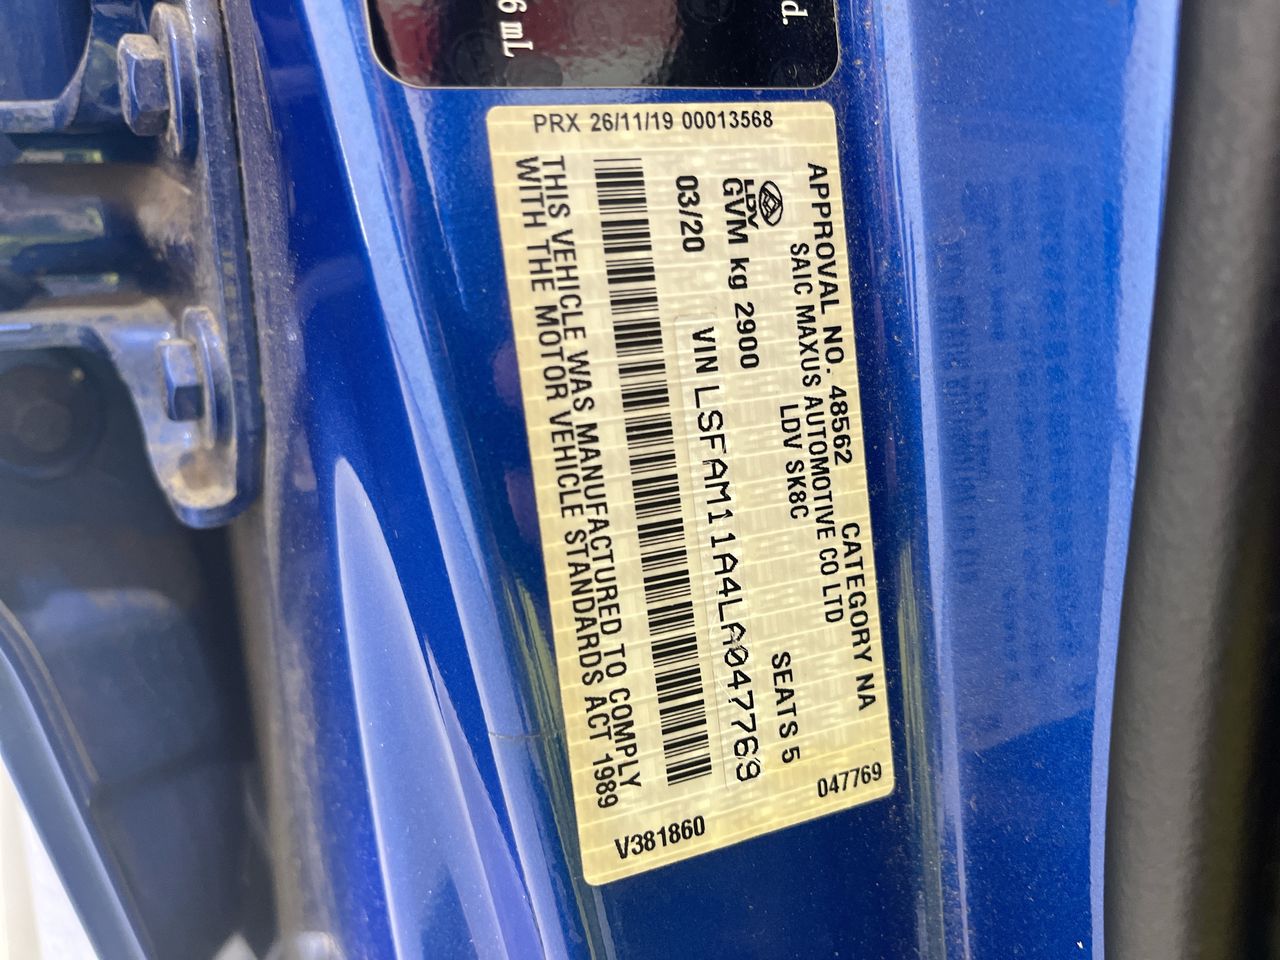 6 mL
d.
PRX 26/11/19 00013568
APPROVAL NO. 48562 CATEGORY NA
SAIC MAXUS AUTOMOTIVE CO LTD
LDV SK8C
LDV
GVM kg 2900 SEATS 5
VIN LSFAM11A4LA047769
03/20
THIS VEHICLE WAS MANUFACTURED TO COMPLY
WITH THE MOTOR VEHICLE STANDARDS ACT 1989
V381860
047769